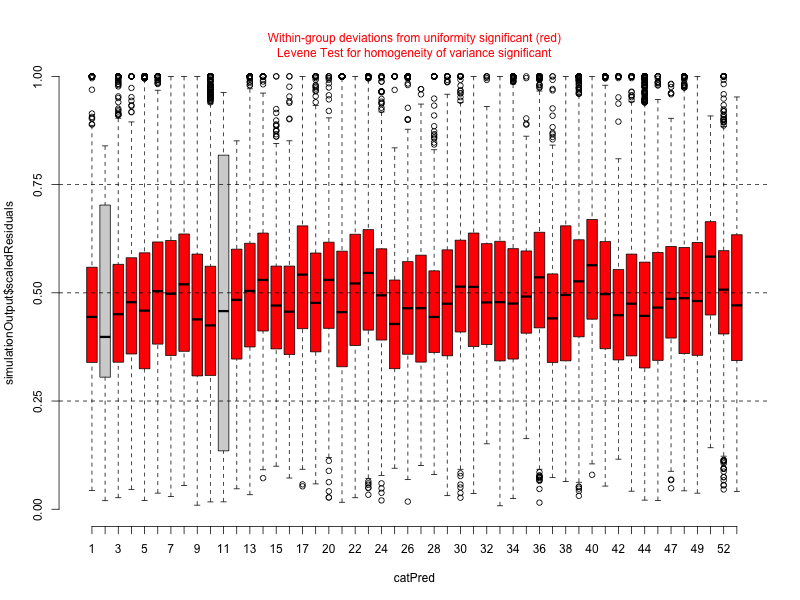 Within-group deviations from uniformity significant (red)
Levene Test for homogeneity of variance significant
simulationOutput$scaledResiduals
1.00
0.75
0.50
0.25
0.00
1 3 5 7 9 11 13 15 17 20 22 24 26 28 30 32 34 36 38 40 42 44 47 49 52
catPred